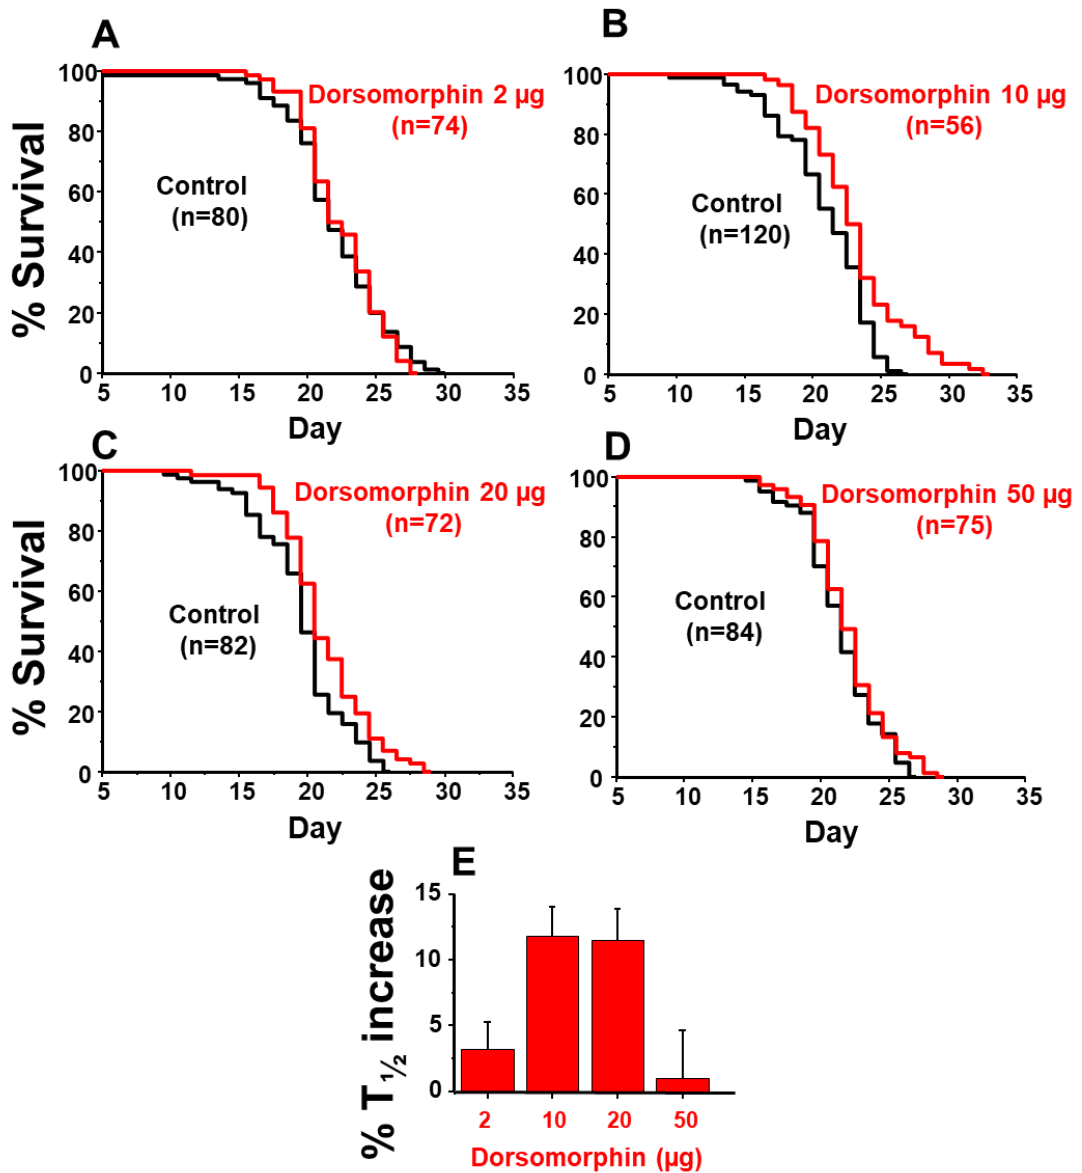 A
% Survival
100
80
60
40
20
0
Dorsomorphin 2 µg
(n=74)
Control
(n=80)
5 10 15 20 25 30 35
Day
B
100
80
60
40
20
0
Dorsomorphin 10 µg
(n=56)
Control
(n=120)
5 10 15 20 25 30 35
Day
C
% Survival
100
80
60
40
20
0
Dorsomorphin 20 µg
(n=72)
Control
(n=82)
5 10 15 20 25 30 35
Day
D
100
80
60
40
20
0
Dorsomorphin 50 µg
(n=75)
Control
(n=84)
5 10 15 20 25 30 35
Day
E
% T ½ increase
15
10
5
0
2 10 20 50
Dorsomorphin (µg)